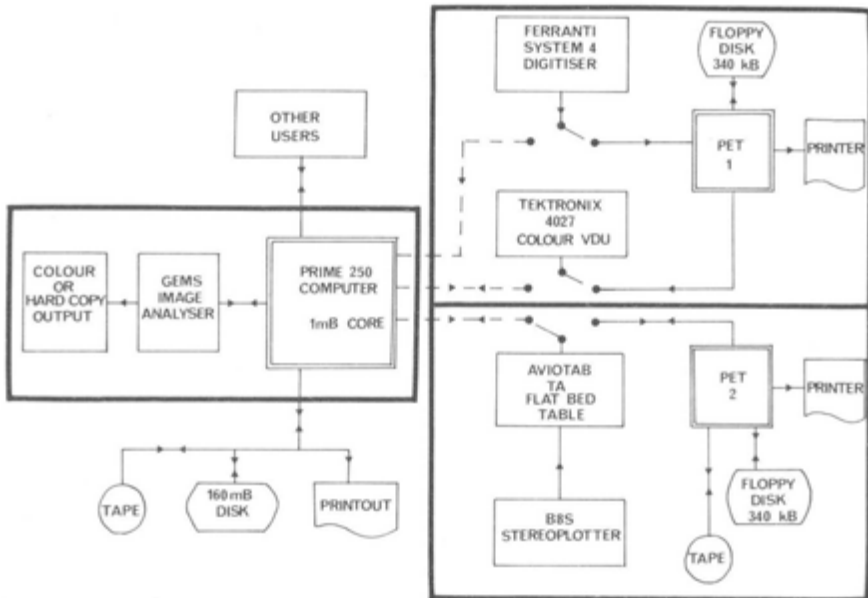 FERRANTI
SYSTEM 4
DIGITISER
FLOPPY
DISK
340 kB
OTHER
USERS
PET
1
PRINTER
TEKTRONIX
4027
COLOUR VDU
COLOUR
OR
HARD COPY
OUTPUT
GEMS
IMAGE
ANALYSER
PRIME 250
COMPUTER
1mB CORE
AVIOTAB
TA
FLAT BED
TABLE
PET
2
PRINTER
TAPE
160mB
DISK
PRINTOUT
B8S
STEREOPLOTTER
FLOPPY
DISK
340 kB
TAPE